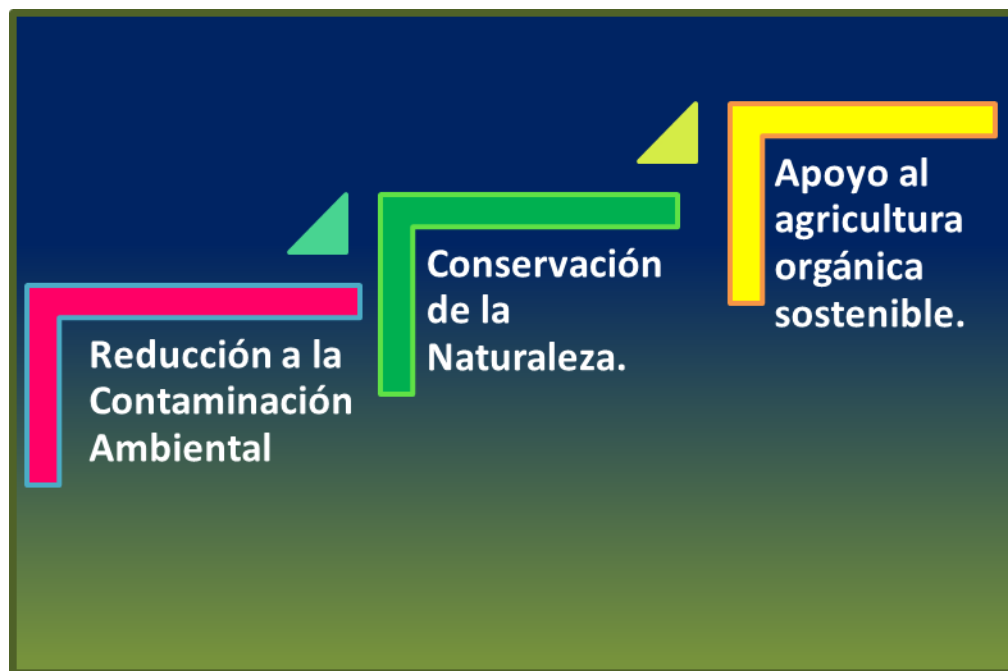 Reducción a la
Contaminación
Ambiental
Conservación
de la
Naturaleza.
Apoyo al
agricultura
orgánica
sostenible.